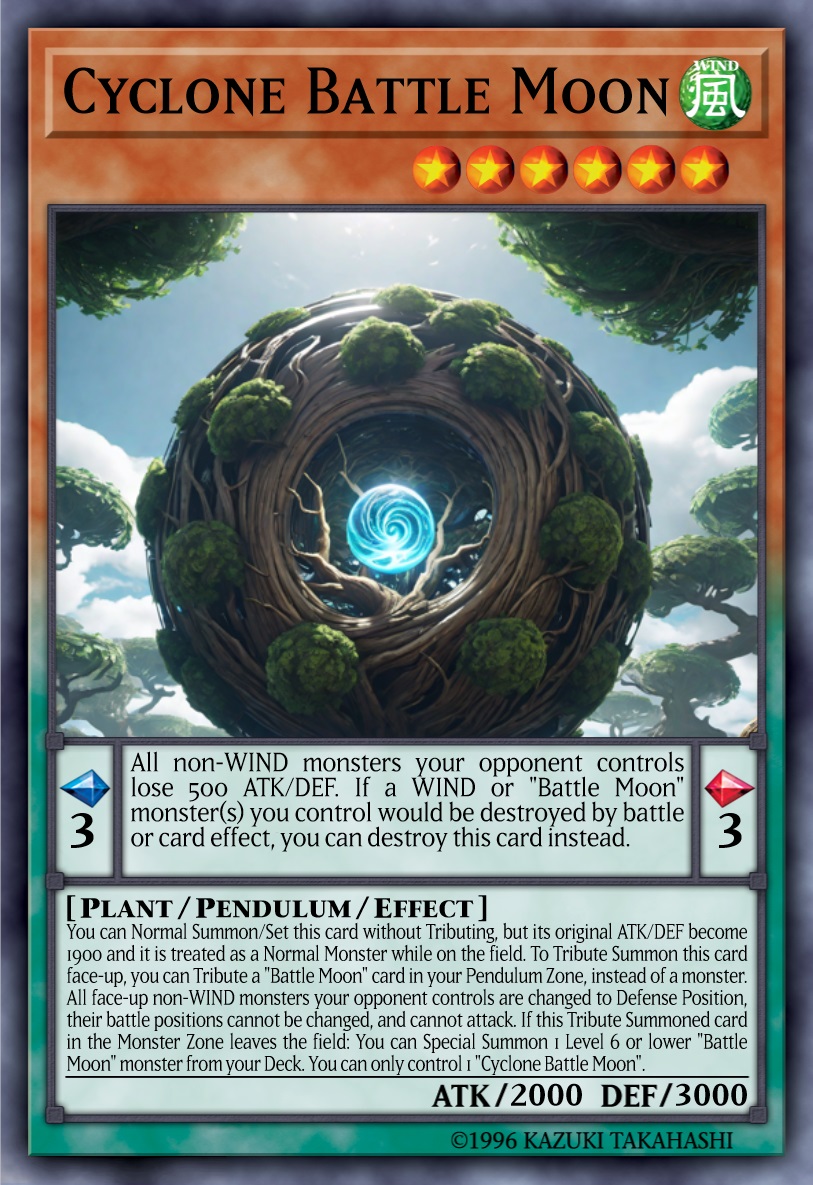 CYCLONE BATTLE MOON
WIND
風
All non-WIND monsters your opponent controls
lose 500 ATK/DEF. If a WIND or "Battle Moon"
monster(s) you control would be destroyed by battle
or card effect, you can destroy this card instead.
3
3
[ PLANT / PENDULUM / EFFECT ]
You can Normal Summon/Set this card without Tributing, but its original ATK/DEF become
1900 and it is treated as a Normal Monster while on the field. To Tribute Summon this card
face-up, you can Tribute a "Battle Moon" card in your Pendulum Zone, instead of a monster.
All face-up non-WIND monsters your opponent controls are changed to Defense Position,
their battle positions cannot be changed, and cannot attack. If this Tribute Summoned card
in the Monster Zone leaves the field: You can Special Summon 1 Level 6 or lower "Battle
Moon" monster from your Deck. You can only control 1 "Cyclone Battle Moon".
ATK/2000 DEF/3000
©1996 KAZUKI TAKAHASHI